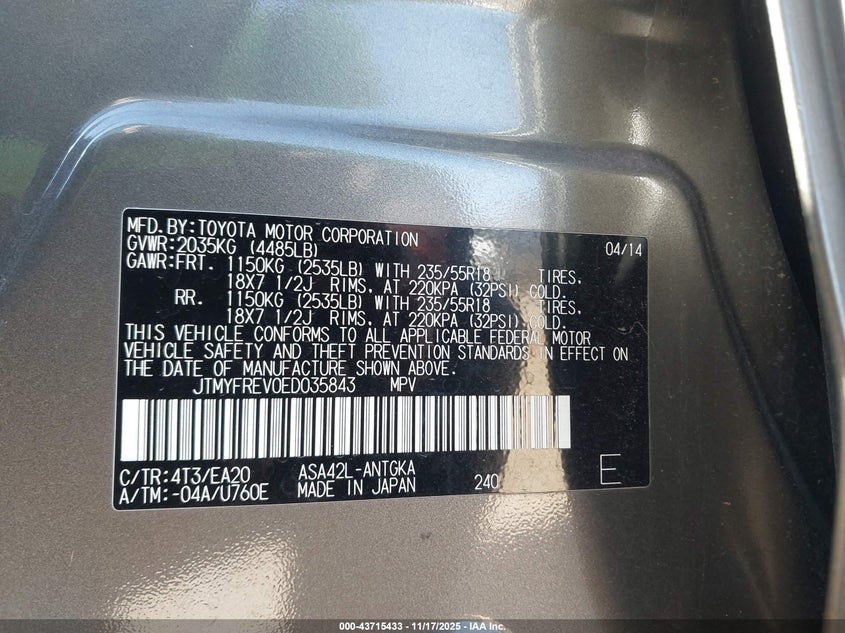 MFD.BY:TOYOTA MOTOR CORPORATION 04/14
GVWR:2035KG (4485LB)
GAWR:FRT. 1150KG (2535LB) WITH 235/55R18 TIRES,
18X7 1/2J RIMS, AT 220KPA (32PSI) COLD.
RR. 1150KG (2535LB) WITH 235/55R18 TIRES,
18X7 1/2J RIMS, AT 220KPA (32PSI) COLD.
THIS VEHICLE CONFORMS TO ALL APPLICABLE FEDERAL MOTOR
VEHICLE SAFETY AND THEFT PREVENTION STANDARDS IN EFFECT ON
THE DATE OF MANUFACTURE SHOWN ABOVE.
JTMYFREV0ED035843 MPV
C/TR:4T3/EA20 ASA42L-ANTGKA
A/TM:-04A/U760E MADE IN JAPAN 240 E
000-43715433 - 11/17/2025 - IAA Inc.